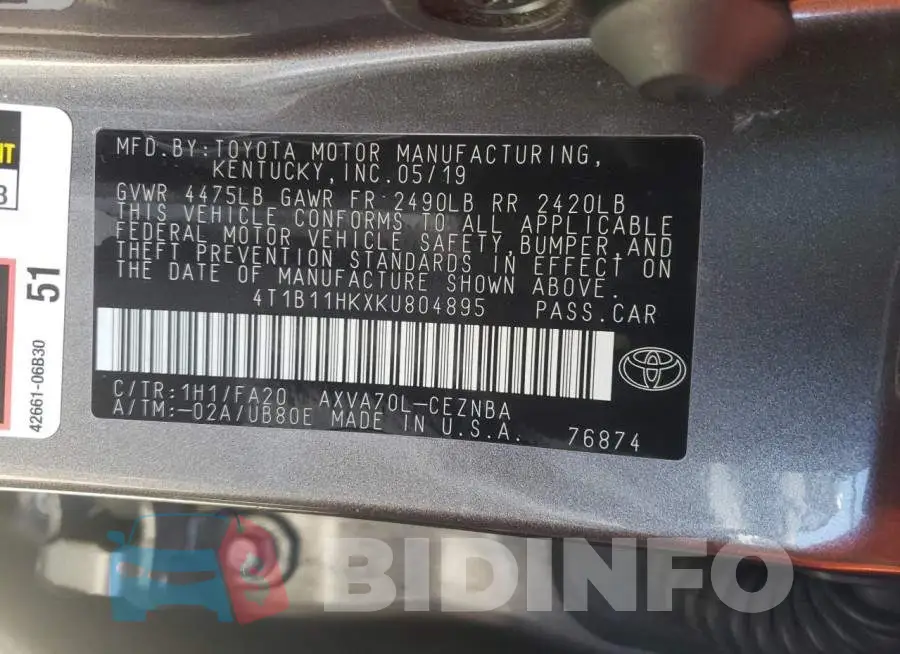 MFD.BY:TOYOTA MOTOR MANUFACTURING,
KENTUCKY,INC.05/19
GVWR 4475LB GAWR FR 2490LB RR 2420LB
THIS VEHICLE CONFORMS TO ALL APPLICABLE
FEDERAL MOTOR VEHICLE SAFETY,BUMPER,AND
THEFT PREVENTION STANDARDS IN EFFECT ON
THE DATE OF MANUFACTURE SHOWN ABOVE.
4T1B11HKXKU804895 PASS.CAR
C/TR:1H1/FA20 AXVA70L-CEZNBA
A/TM:-02A/UB80E MADE IN U.S.A. 76874
51
42661-06B30
BIDINFO